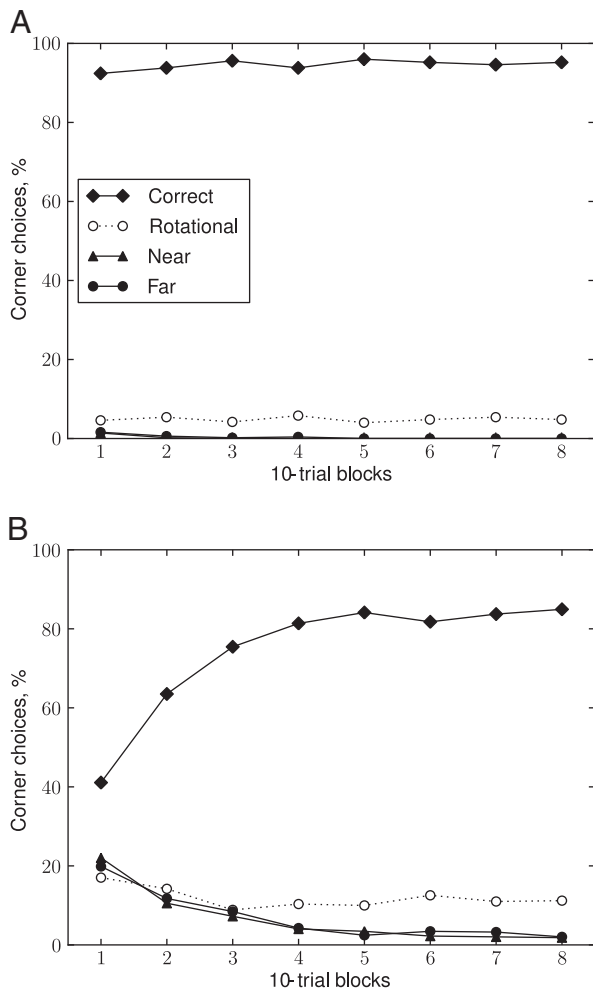 A
100
80
60
40
20
0
Corner choices, %
Correct
Rotational
Near
Far
1 2 3 4 5 6 7 8
10-trial blocks
B
100
80
60
40
20
0
Corner choices, %
1 2 3 4 5 6 7 8
10-trial blocks